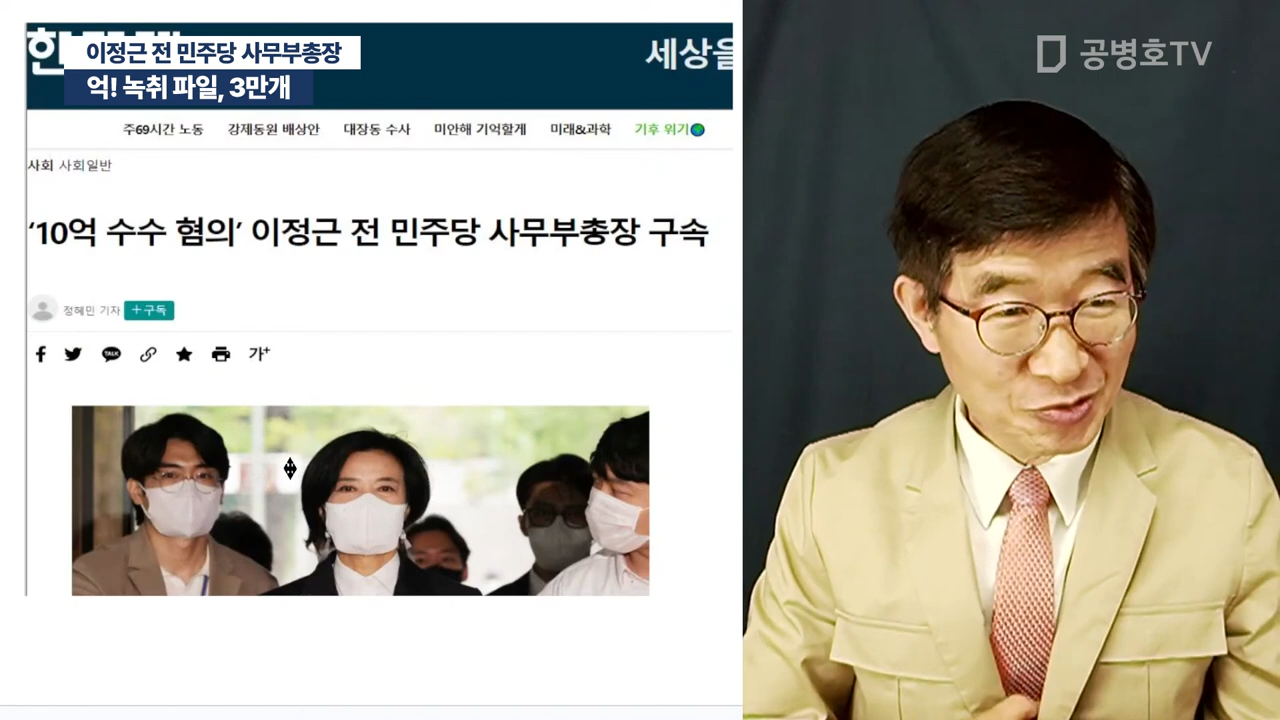 이정근 전 민주당 사무부총장
억! 녹취 파일, 3만개
세상을
공병호TV
주69시간 노동 강제동원 배상안 대장동 수사 미안해 기억할게 미래&과학 기후 위기
사회 사회일반
‘10억 수수 혐의’ 이정근 전 민주당 사무부총장 구속
정혜민 기자 +구독
TALK 가+